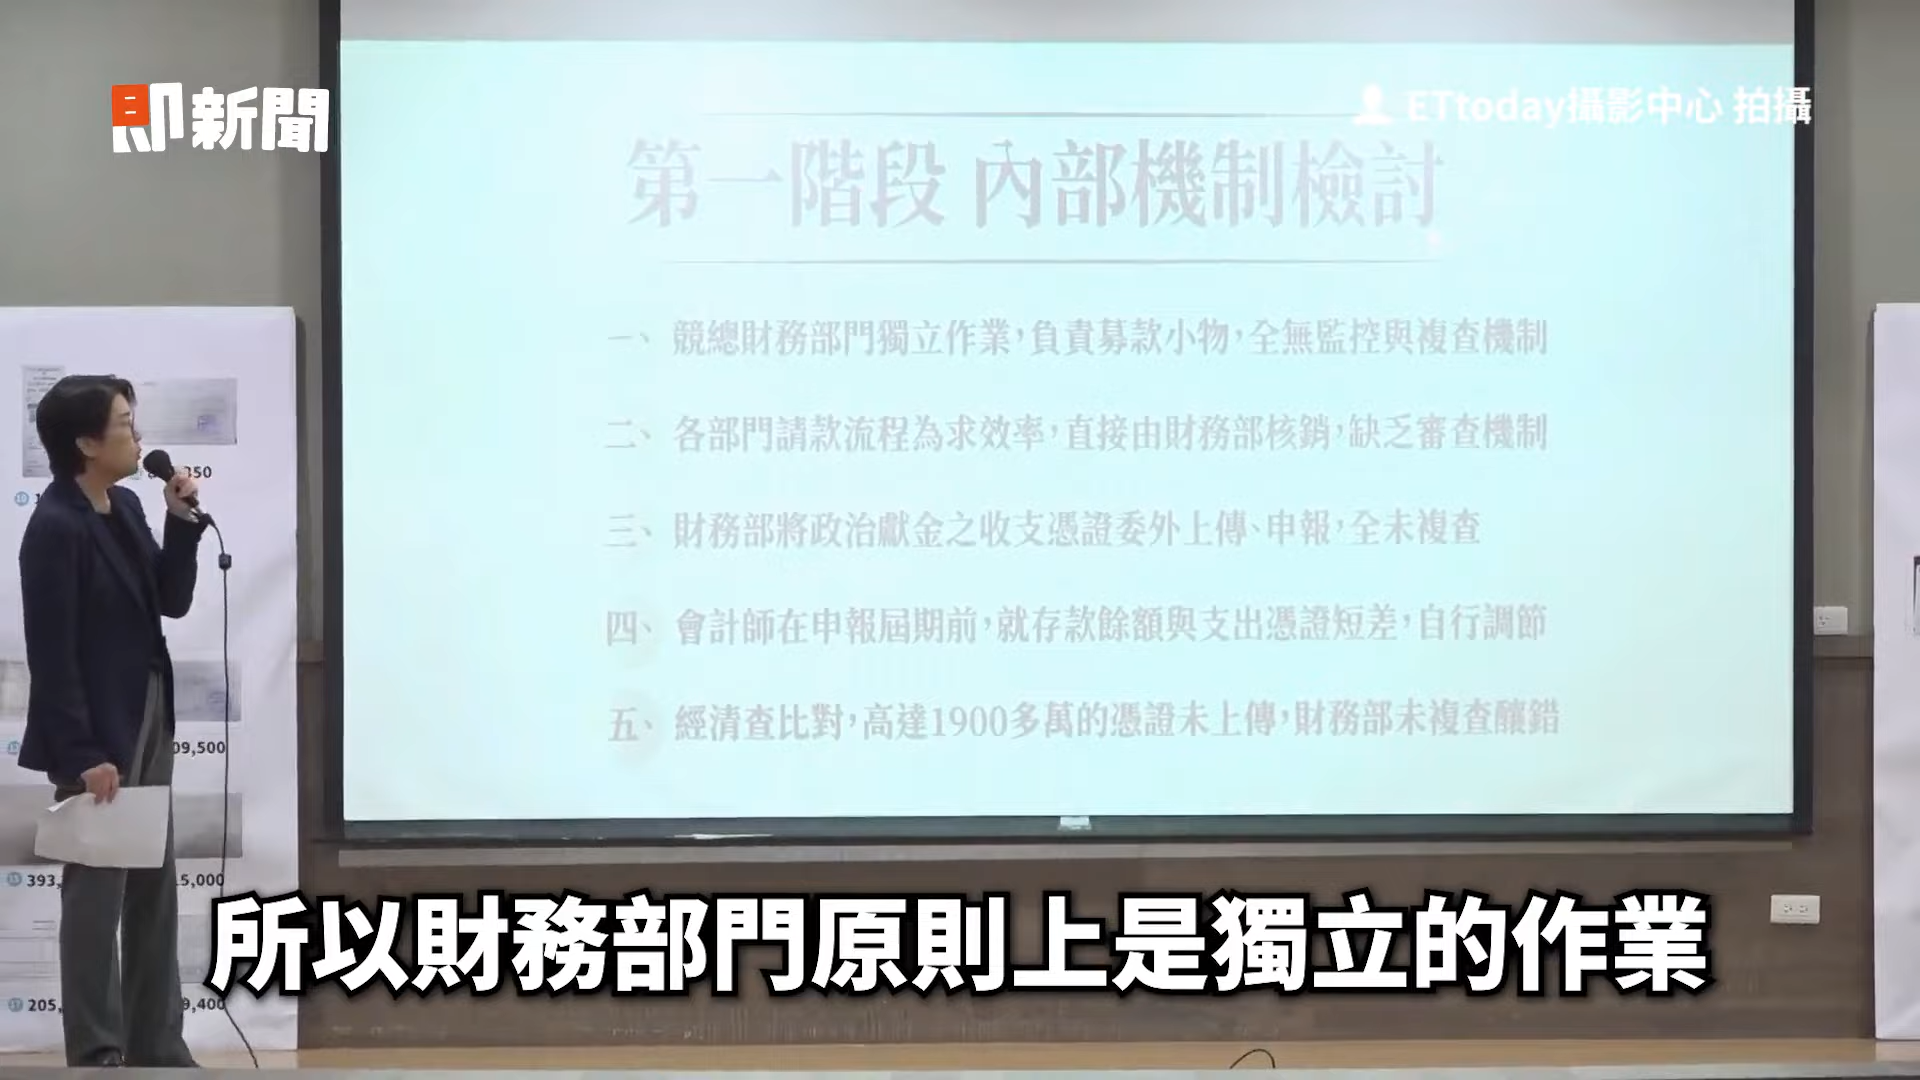 即新聞
ETtoday攝影中心 拍攝
第一階段 內部機制檢討
一、競總財務部門獨立作業，負責募款小物，全無監控與複查機制
二、各部門請款流程為求效率，直接由財務部核銷，缺乏審查機制
三、財務部將政治獻金之收支憑證委外上傳、申報，全未複查
四、會計師在申報屆期前，就存款餘額與支出憑證短差，自行調節
五、經清查比對，高達1900多萬的憑證未上傳，財務部未複查釀錯
350
09,500
393,
5,000
205,
9,400
所以財務部門原則上是獨立的作業